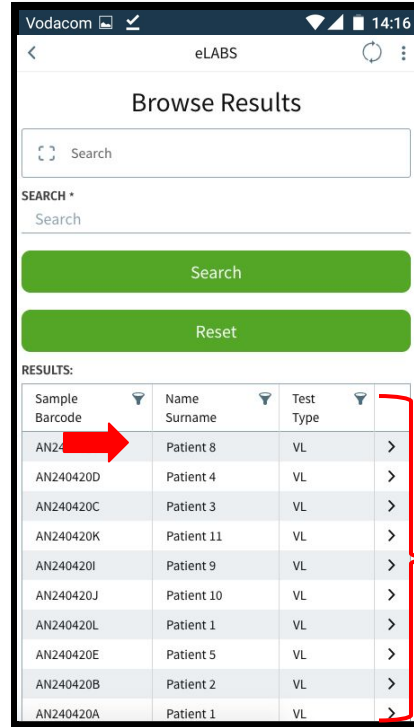 Vodacom 14:16
eLABS
Browse Results
Search
SEARCH *
Search
Search
Reset
RESULTS:
Sample Name Test
Barcode Surname Type
Patient 8 VL
AN240420D Patient 4 VL
AN240420C Patient 3 VL
AN240420K Patient 11 VL
AN240420I Patient 9 VL
AN240420J Patient 10 VL
AN240420L Patient 1 VL
AN240420E Patient 5 VL
AN240420B Patient 2 VL
AN240420A Patient 1 VL